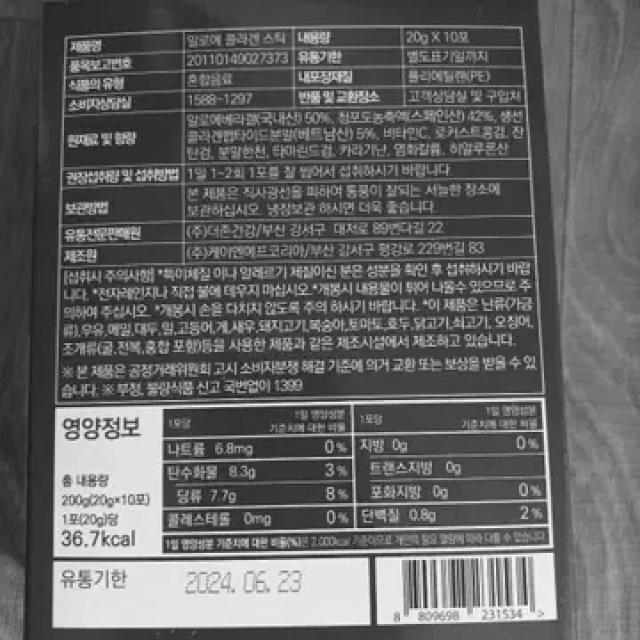 제품명 알로에 콜라겐 스틱 내용량 20g X 10포
품목보고번호 20110149027373 유통기한 별도표기일까지
식품의 유형 혼합음료 내포장재질 폴리에틸렌(PE)
소비자상담실 1588-1297 반품 및 교환장소 고객상담실 및 구입처
원재료 및 함량 알로에베라겔(국내산) 50%, 청포도농축액(스페인산) 42%, 생선
콜라겐펩타이드분말(베트남산) 5%, 비타민C, 로커스트콩검, 잔
탄검, 분말한천, 타마린드검, 카라기난, 염화칼륨, 히알루론산
권장섭취량 및 섭취방법 1일 1~2회 1포를 잘 씹어서 섭취하시기 바랍니다.
보관방법 본 제품은 직사광선을 피하여 통풍이 잘되는 서늘한 장소에
보관하십시오. 냉장보관 하시면 더욱 좋습니다.
유통전문판매원 (주)더존건강/부산 강서구 대저로 89번다길 22
제조원 (주)케이엔에프코리아/부산 강서구 평강로 229번길 83
[섭취시 주의사항] *특이체질 이나 알레르기 체질이신 분은 성분을 확인 후 섭취하시기 바랍
니다. *전자레인지나 직접 불에 데우지 마십시오. *개봉시 내용물이 튀어 나올수 있으므로 주
의하여 주십시오. *개봉시 손을 다치지 않도록 주의 하시기 바랍니다. *이 제품은 난류(가금
류),우유,메밀,대두,밀,고등어,게,새우,돼지고기,복숭아,토마토,호두,닭고기,쇠고기,오징어,
조개류(굴,전복,홍합 포함)등을 사용한 제품과 같은 제조시설에서 제조하고 있습니다.
※ 본 제품은 공정거래위원회 고시 소비자분쟁 해결 기준에 의거 교환 또는 보상을 받을 수 있
습니다. ※ 부정, 불량식품 신고 국번없이 1399
영양정보
총 내용량
200g(20g×10포)
1포(20g)당
36.7kcal
1포당 1일 영양성분 기준치에 대한 비율
나트륨 6.8mg 0%
탄수화물 8.3g 3%
당류 7.7g 8%
콜레스테롤 0mg 0%
1포당 1일 영양성분 기준치에 대한 비율
지방 0g 0%
트랜스지방 0g
포화지방 0g 0%
단백질 0.8g 2%
1일 영양성분 기준치에 대한 비율(%)은 2,000kcal 기준이므로 개인의 필요 열량에 따라 다를 수 있습니다.
유통기한 2024. 06. 23
8 809698 231534 >